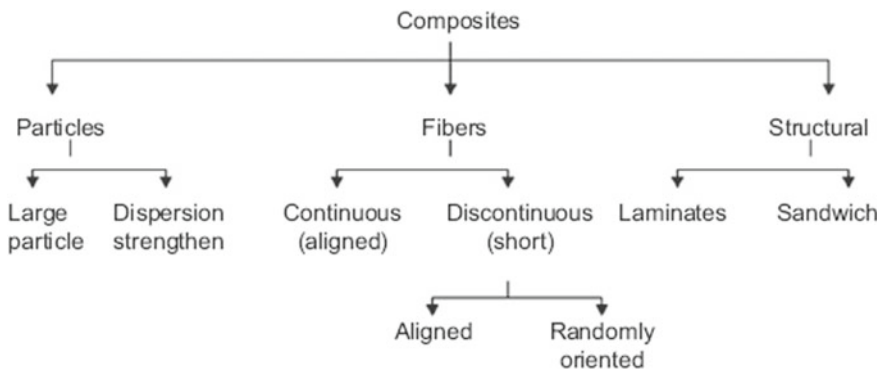 Composites
Particles
Fibers
Structural
Large
particle
Dispersion
strengthen
Continuous
(aligned)
Discontinuous
(short)
Laminates
Sandwich
Aligned
Randomly
oriented